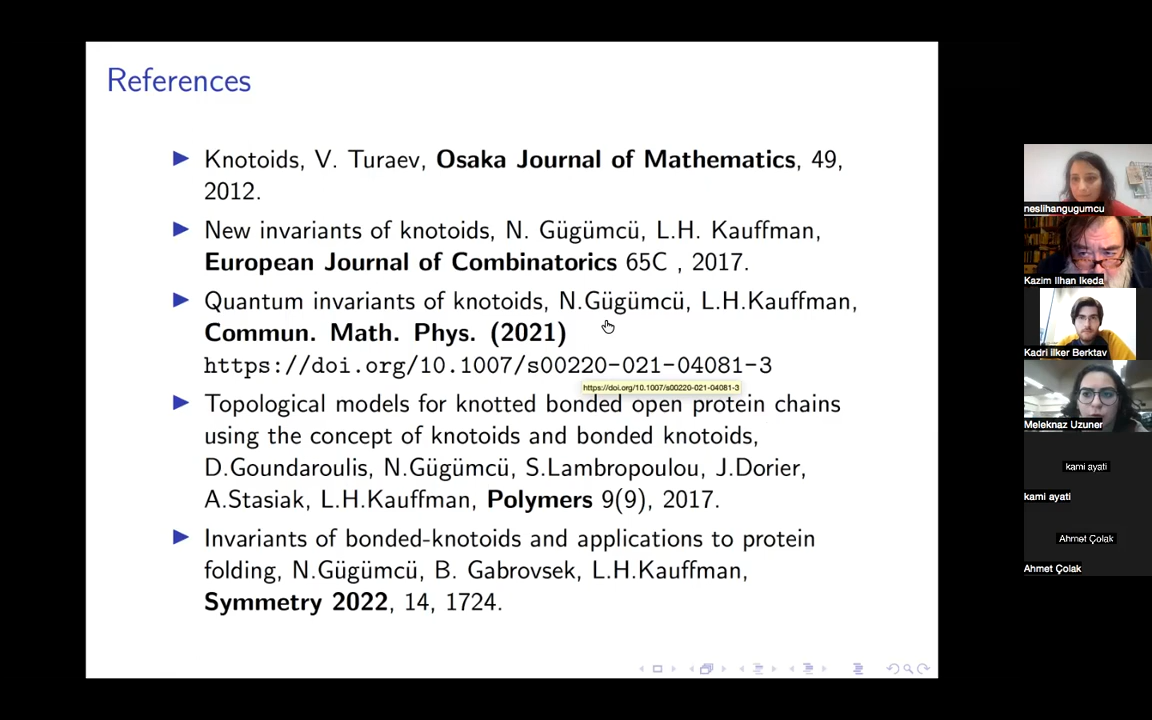 References
Knotoids, V. Turaev, Osaka Journal of Mathematics, 49,
2012.
New invariants of knotoids, N. Gügümcü, L.H. Kauffman,
European Journal of Combinatorics 65C , 2017.
Quantum invariants of knotoids, N.Gügümcü, L.H.Kauffman,
Commun. Math. Phys. (2021)
https://doi.org/10.1007/s00220-021-04081-3
https://doi.org/10.1007/s00220-021-04081-3
Topological models for knotted bonded open protein chains
using the concept of knotoids and bonded knotoids,
D.Goundaroulis, N.Gügümcü, S.Lambropoulou, J.Dorier,
A.Stasiak, L.H.Kauffman, Polymers 9(9), 2017.
Invariants of bonded-knotoids and applications to protein
folding, N.Gügümcü, B. Gabrovsek, L.H.Kauffman,
Symmetry 2022, 14, 1724.
neslihangugumcu
Kazim Ilhan Ikeda
Kadri ilker Berktav
Meleknaz Uzuner
kami ayati
kami ayati
Ahmet Çolak
Ahmet Çolak